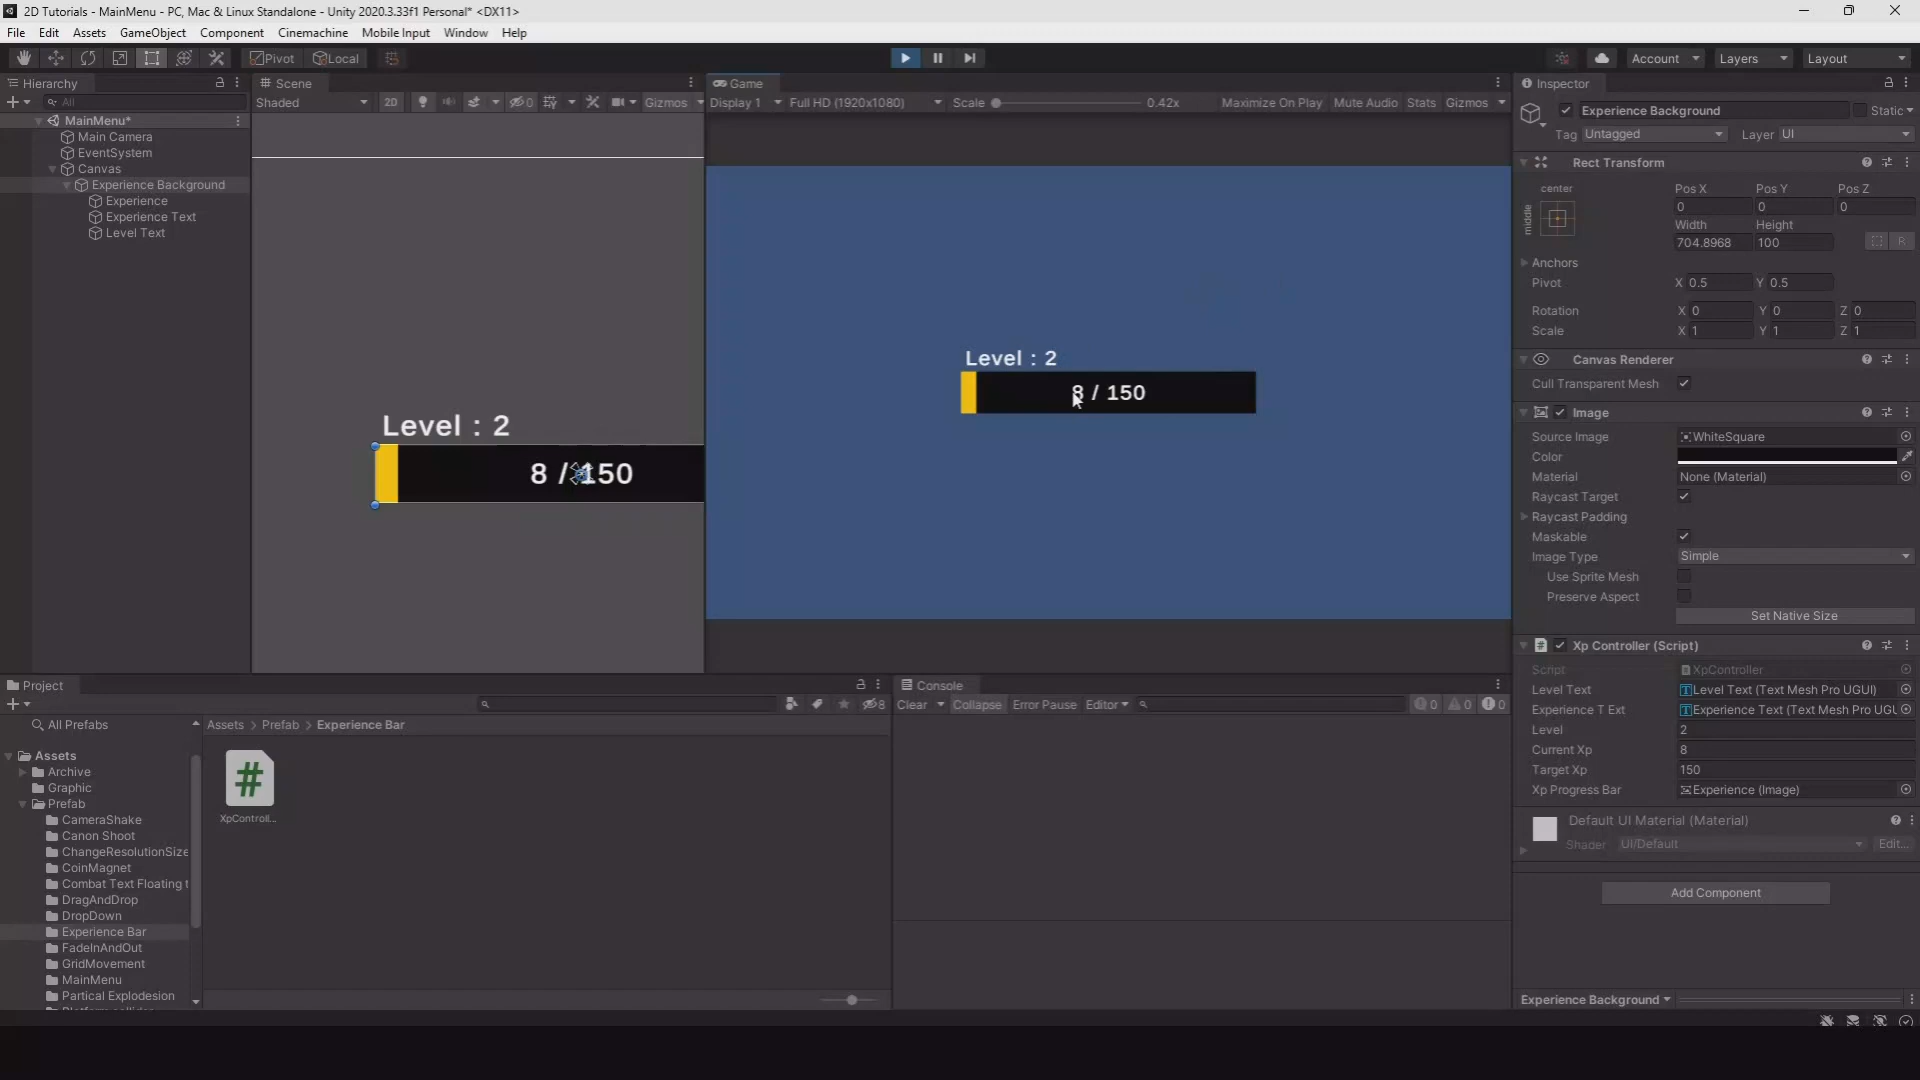 2D Tutorials - MainMenu - PC, Mac & Linux Standalone - Unity 2020.3.33f1 Personal* <DX11>
File Edit Assets GameObject Component Cinemachine Mobile Input Window Help
Pivot Local
Account Layers Layout
Hierarchy
All
MainMenu*
Main Camera
EventSystem
Canvas
Experience Background
Experience
Experience Text
Level Text
Scene
Shaded 2D 0 Gizmos
Level : 2
8 / 150
Game
Display 1 Full HD (1920x1080) Scale 0.42x Maximize On Play Mute Audio Stats Gizmos
Level : 2
8 / 150
Inspector
Experience Background Static
Tag Untagged Layer UI
Rect Transform
center
middle
Pos X Pos Y Pos Z
0 0 0
Width Height
704.8968 100
R
Anchors
Pivot X 0.5 Y 0.5
Rotation X 0 Y 0 Z 0
Scale X 1 Y 1 Z 1
Canvas Renderer
Cull Transparent Mesh
Image
Source Image WhiteSquare
Color
Material None (Material)
Raycast Target
Raycast Padding
Maskable
Image Type Simple
Use Sprite Mesh
Preserve Aspect
Set Native Size
# Xp Controller (Script)
Script XpController
Level Text Level Text (Text Mesh Pro UGUI)
Experience T Ext Experience Text (Text Mesh Pro UGU
Level 2
Current Xp 8
Target Xp 150
Xp Progress Bar Experience (Image)
Default UI Material (Material)
Shader UI/Default Edit...
Add Component
Experience Background
Project
8
All Prefabs
Assets
Archive
Graphic
Prefab
CameraShake
Canon Shoot
ChangeResolutionSize
CoinMagnet
Combat Text Floating t
DragAndDrop
DropDown
Experience Bar
FadeInAndOut
GridMovement
MainMenu
Partical Explodesion
Assets > Prefab > Experience Bar
#
XpControll...
Console
Clear Collapse Error Pause Editor 0 0 0